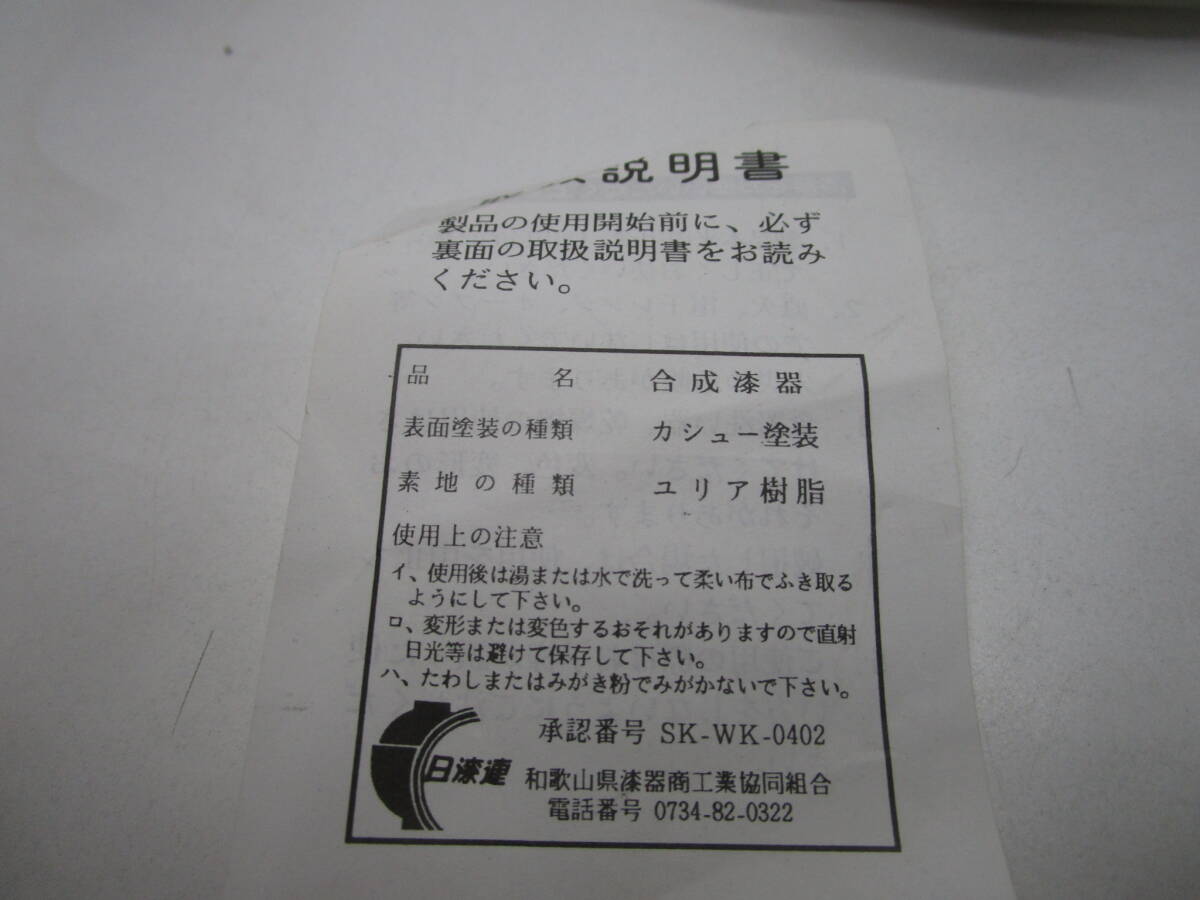 説明書
製品の使用開始前に、必ず
裏面の取扱説明書をお読み
ください。
品名 合成漆器
表面塗装の種類 カシュー塗装
素地の種類 ユリア樹脂
使用上の注意
イ、使用後は湯または水で洗って柔い布でふき取る
ようにして下さい。
ロ、変形または変色するおそれがありますので直射
日光等は避けて保存して下さい。
ハ、たわしまたはみがき粉でみがかないで下さい。
承認番号 SK-WK-0402
日漆連
和歌山県漆器商工業協同組合
電話番号 0734-82-0322